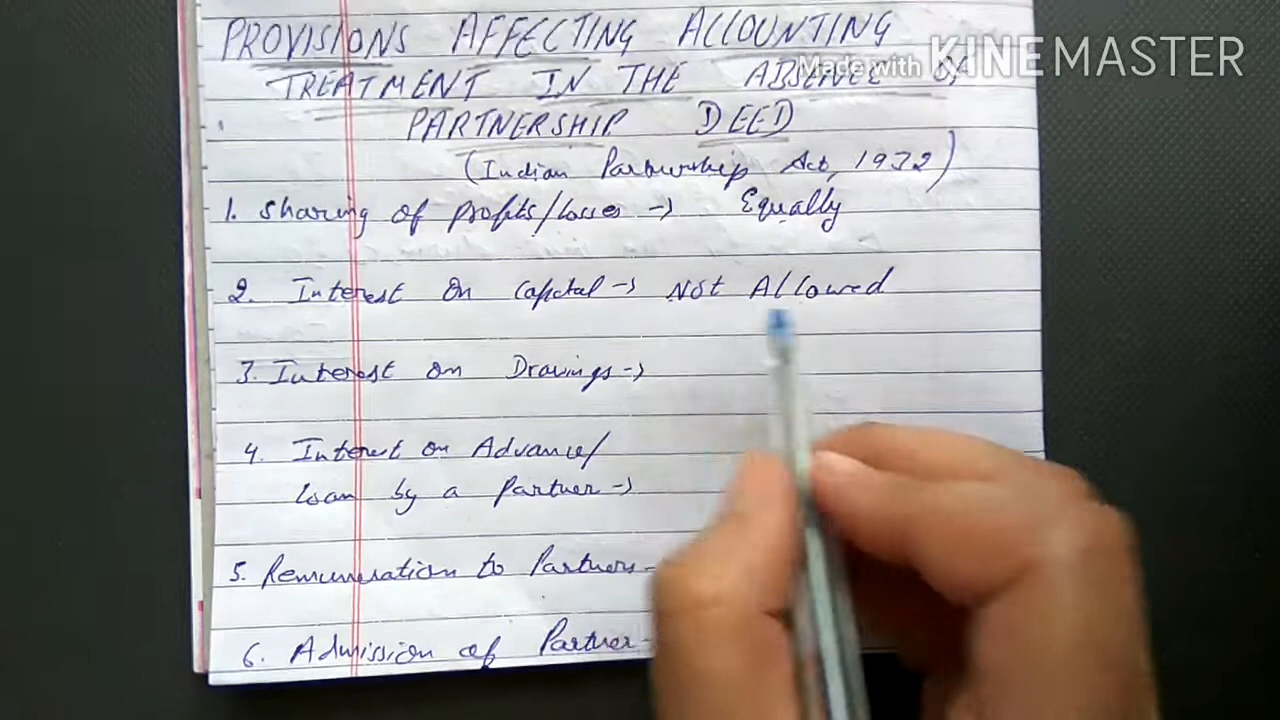 PROVISIONS AFFECTING ACCOUNTING
Made with KINEMASTER
TREATMENT IN THE ABSENCE OF
PARTNERSHIP DEED
(Indian Partnership Act, 1932)
1. Sharing of Profits/Losses → Equally
2. Interest on Capital → Not Allowed
3. Interest on Drawings →
4. Interest on Advance/
Loan by a Partner →
5. Remuneration to Partners -
6. Admission of Partner -